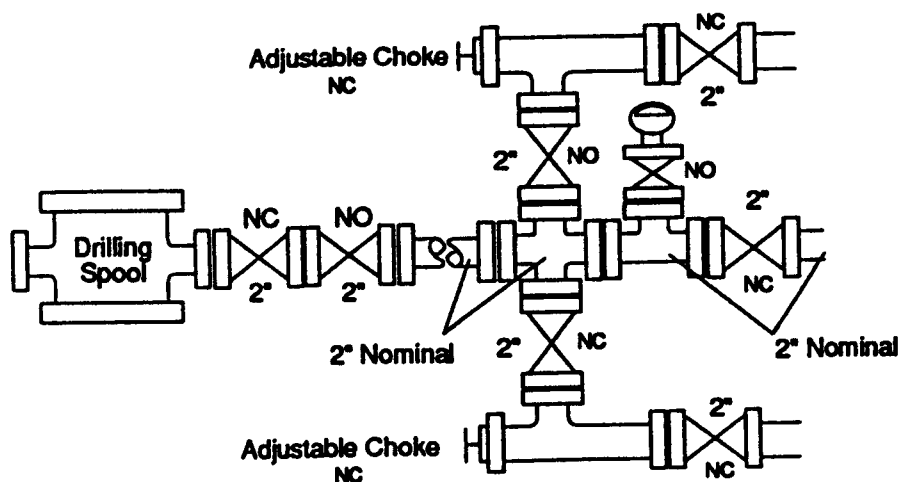 NC
Adjustable Choke
NC
2"
2"
NO
NO
2"
NC
NO
Drilling
Spool
2"
2"
NC
2" Nominal
2"
NC
2" Nominal
2"
Adjustable Choke
NC
NC